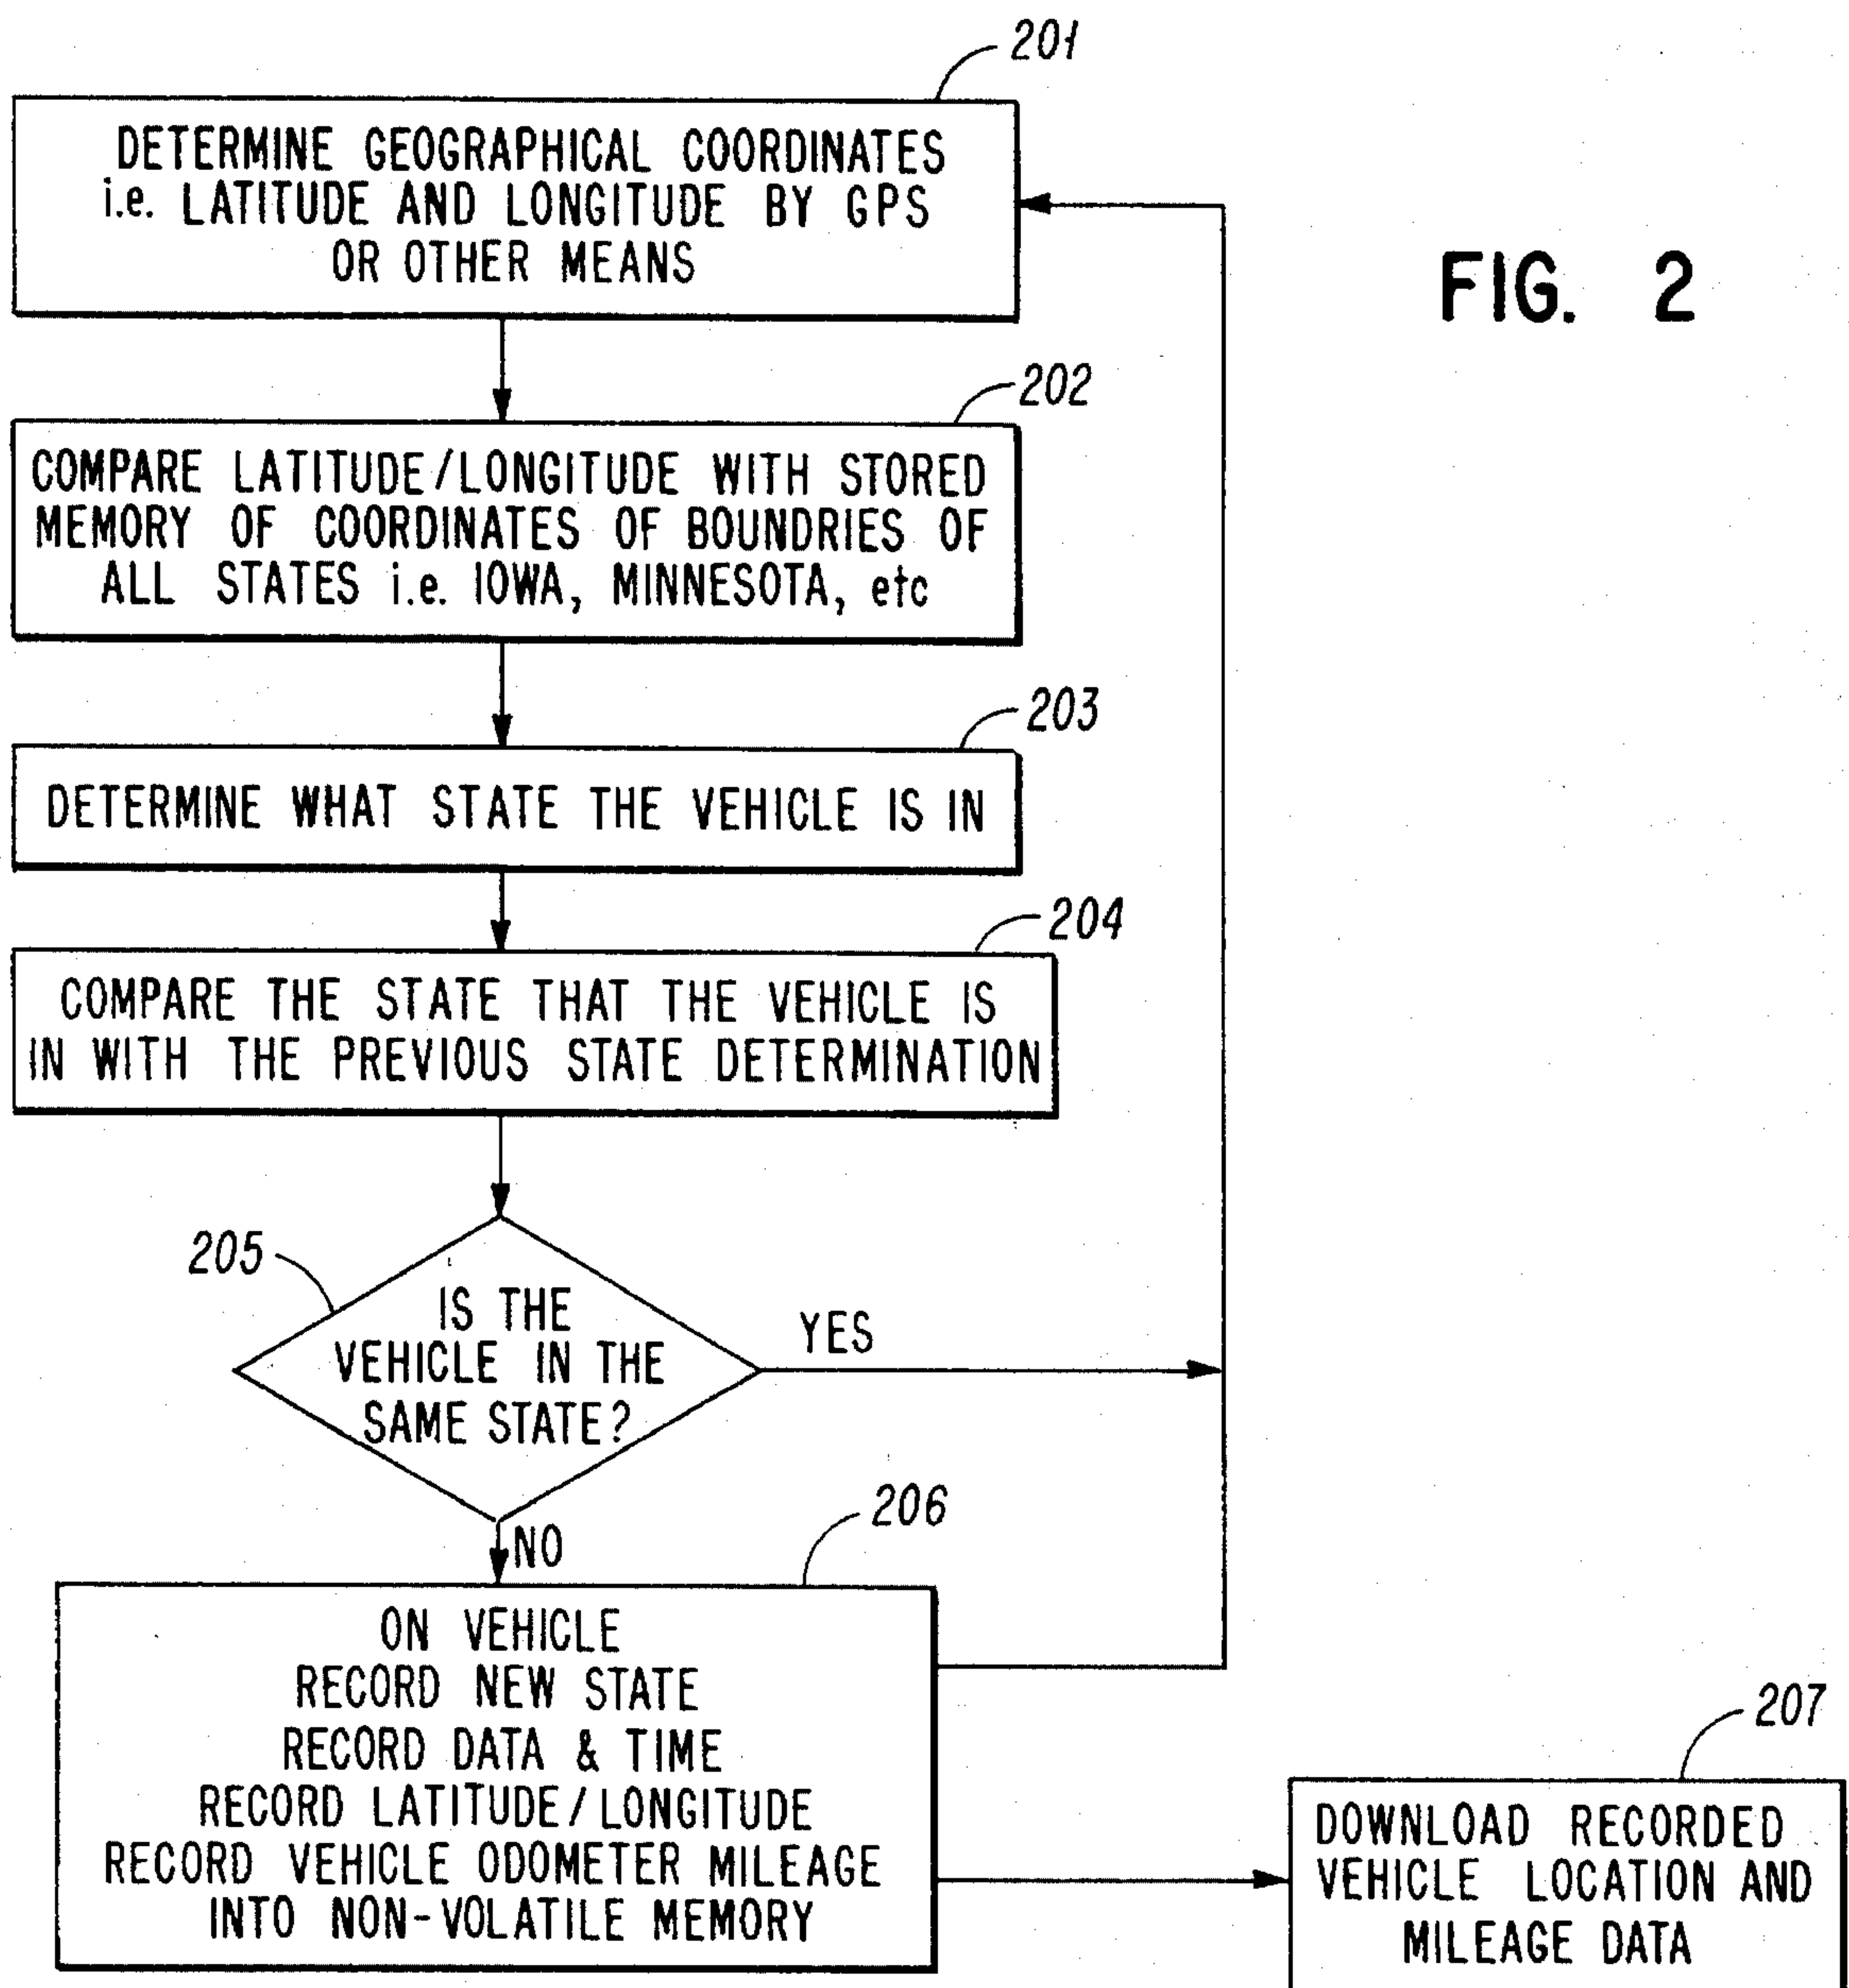 201
DETERMINE GEOGRAPHICAL COORDINATES
i.e. LATITUDE AND LONGITUDE BY GPS
OR OTHER MEANS
FIG. 2
202
COMPARE LATITUDE/LONGITUDE WITH STORED
MEMORY OF COORDINATES OF BOUNDRIES OF
ALL STATES i.e. IOWA, MINNESOTA, etc
203
DETERMINE WHAT STATE THE VEHICLE IS IN
204
COMPARE THE STATE THAT THE VEHICLE IS
IN WITH THE PREVIOUS STATE DETERMINATION
205
IS THE
VEHICLE IN THE
SAME STATE?
YES
NO
206
ON VEHICLE
RECORD NEW STATE
RECORD DATA & TIME
RECORD LATITUDE/LONGITUDE
RECORD VEHICLE ODOMETER MILEAGE
INTO NON-VOLATILE MEMORY
207
DOWNLOAD RECORDED
VEHICLE LOCATION AND
MILEAGE DATA